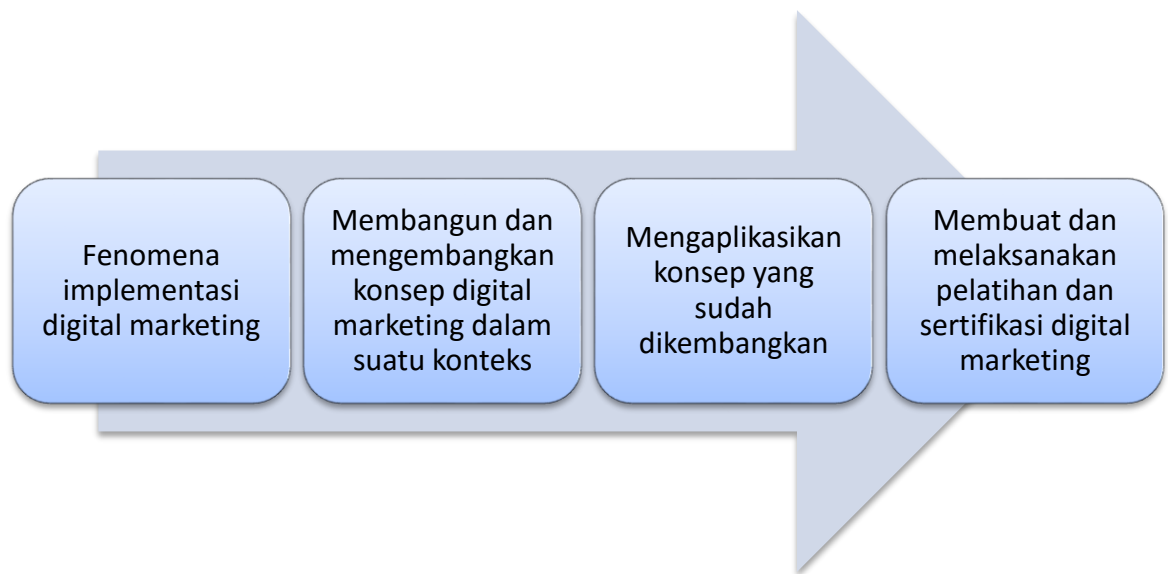 Fenomena
implementasi
digital marketing
Membangun dan
mengembangkan
konsep digital
marketing dalam
suatu konteks
Mengaplikasikan
konsep yang
sudah
dikembangkan
Membuat dan
melaksanakan
pelatihan dan
sertifikasi digital
marketing